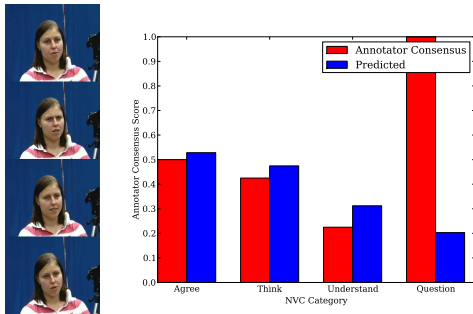 Annotator Consensus
Predicted
Annotator Consensus Score
1.0
0.9
0.8
0.7
0.6
0.5
0.4
0.3
0.2
0.1
0.0
Agree Think Understand Question
NVC Category